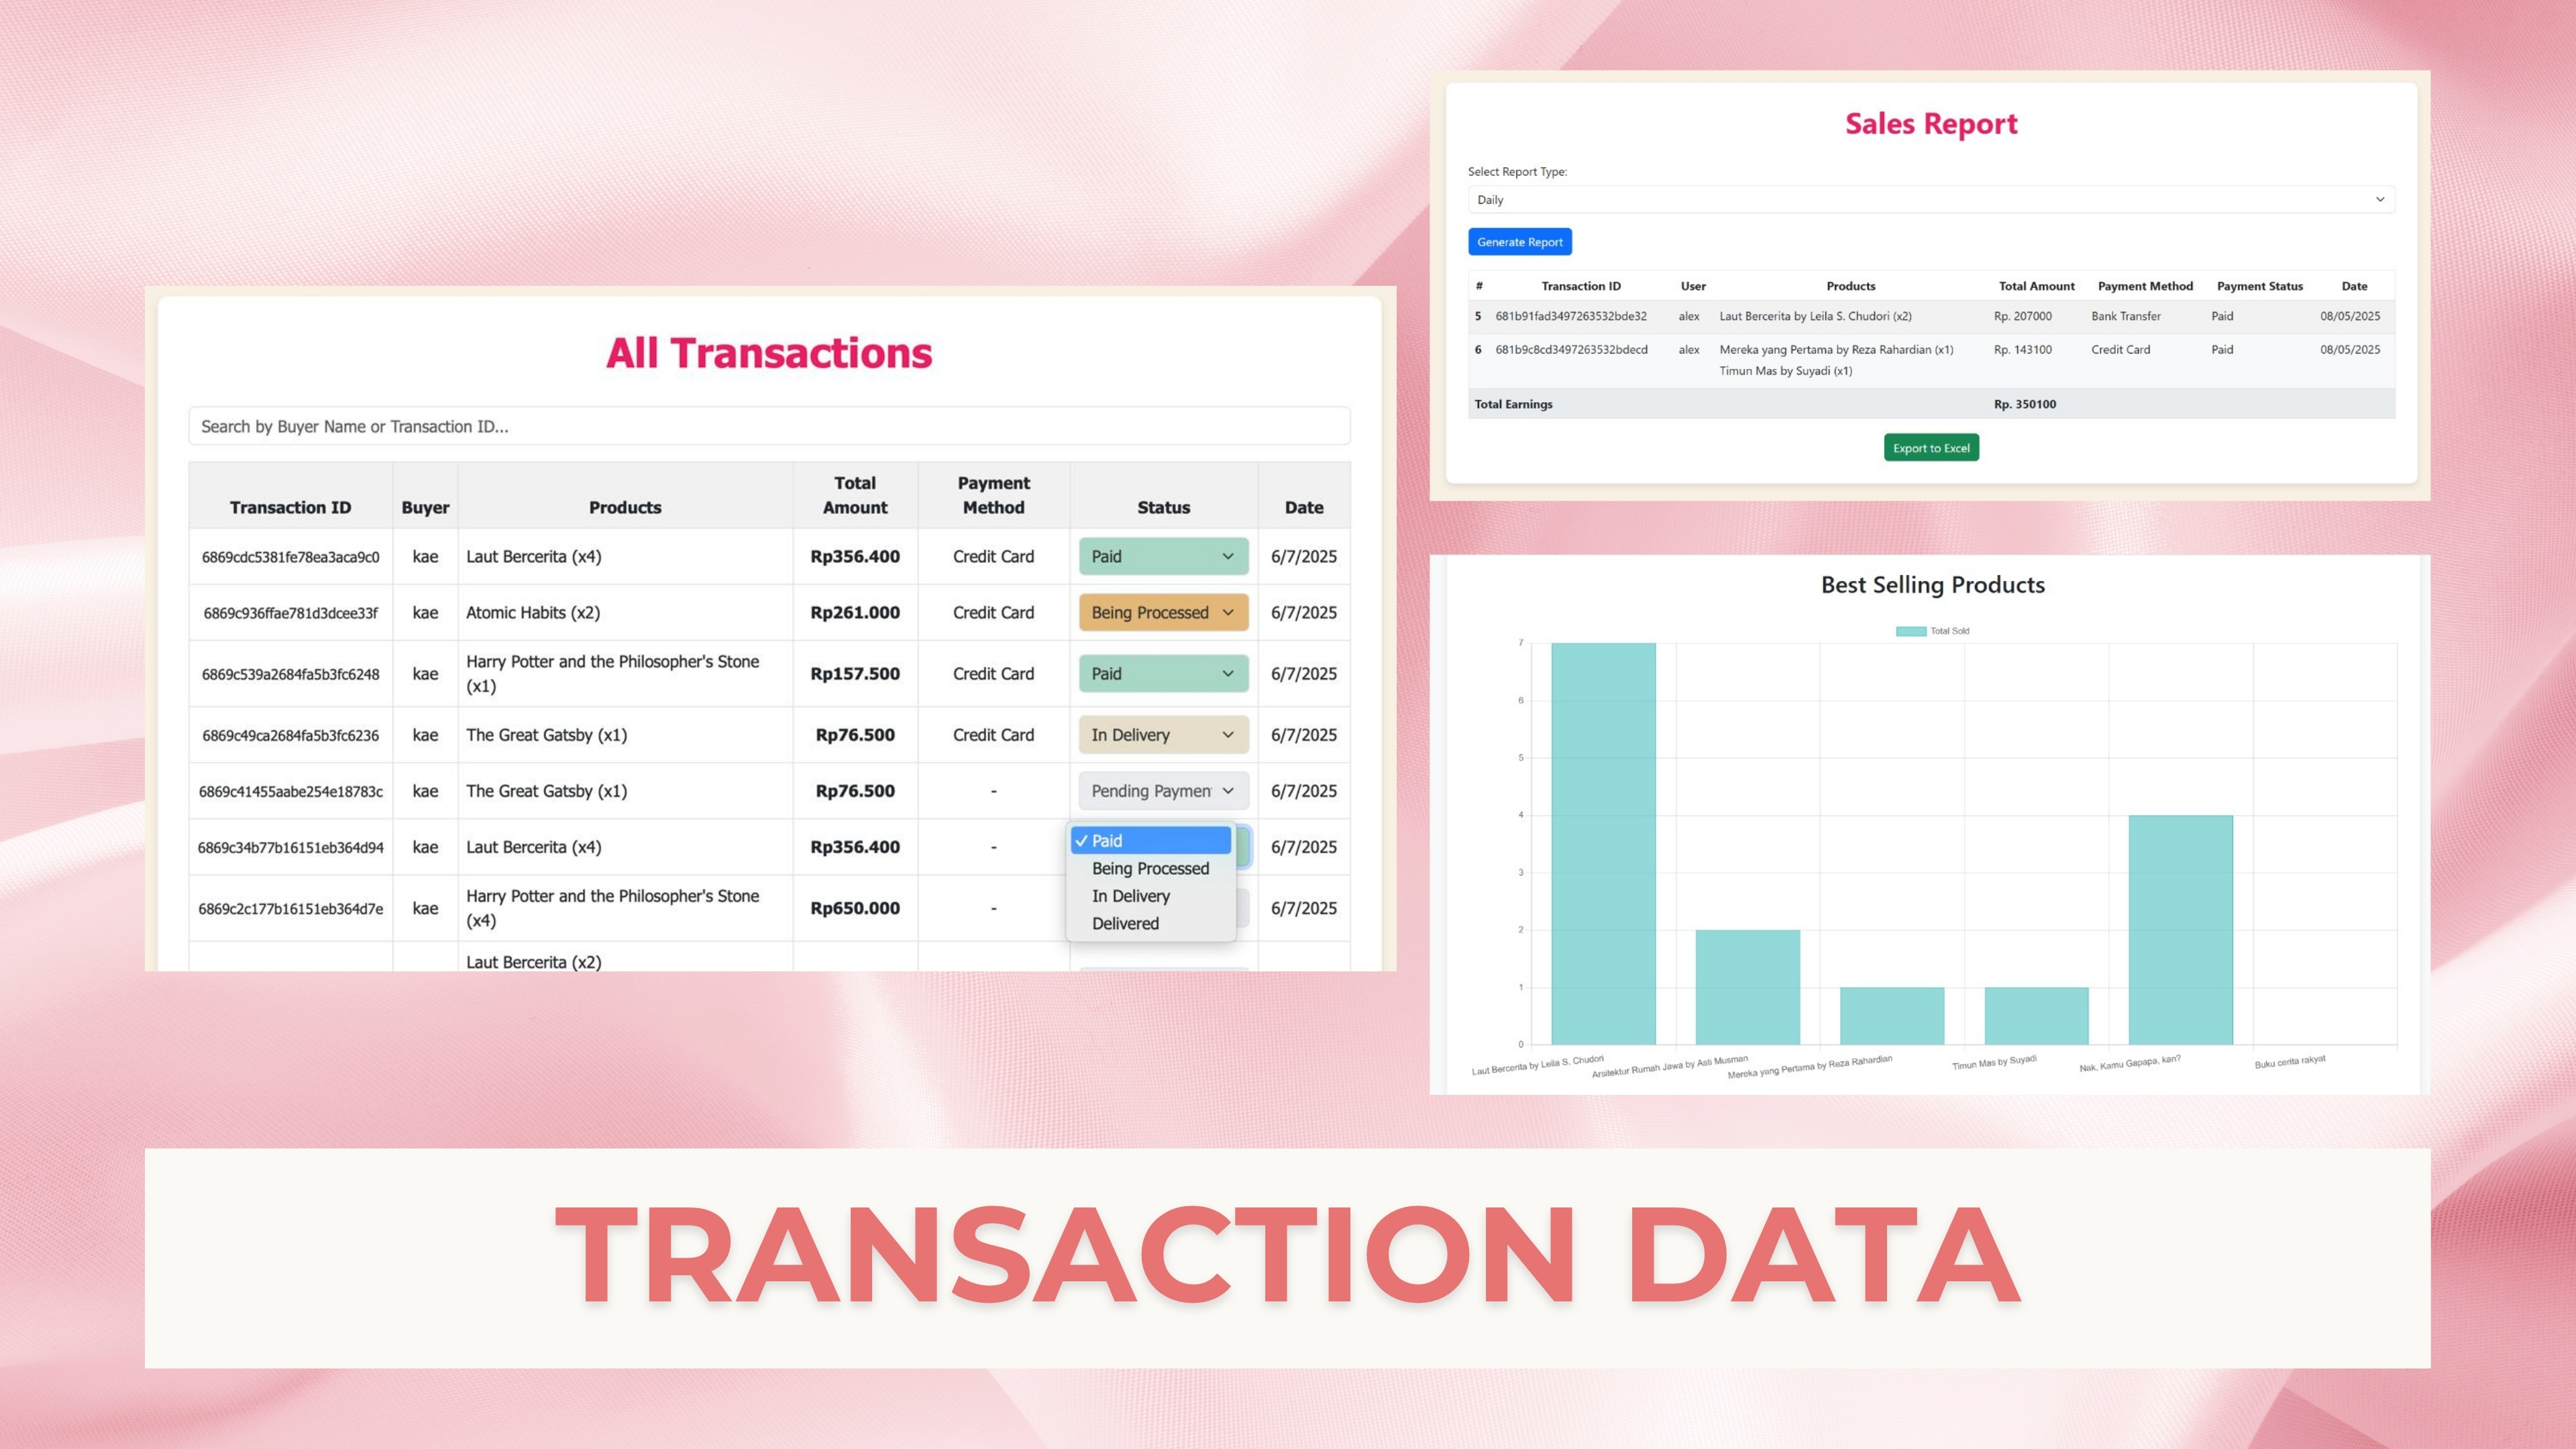 All Transactions
Search by Buyer Name or Transaction ID...
Transaction ID Buyer Products Total Amount Payment Method Status Date
6869cdc5381fe78ea3aca9c0 kae Laut Bercerita (x4) Rp356.400 Credit Card Paid 6/7/2025
6869c936ffae781d3dcee33f kae Atomic Habits (x2) Rp261.000 Credit Card Being Processed 6/7/2025
6869c539a2684fa5b3fc6248 kae Harry Potter and the Philosopher's Stone (x1) Rp157.500 Credit Card Paid 6/7/2025
6869c49ca2684fa5b3fc6236 kae The Great Gatsby (x1) Rp76.500 Credit Card In Delivery 6/7/2025
6869c41455aabe254e18783c kae The Great Gatsby (x1) Rp76.500 - Pending Paymen 6/7/2025
6869c34b77b16151eb364d94 kae Laut Bercerita (x4) Rp356.400 - 6/7/2025
6869c2c177b16151eb364d7e kae Harry Potter and the Philosopher's Stone (x4) Rp650.000 - 6/7/2025
Laut Bercerita (x2)
✓ Paid
Being Processed
In Delivery
Delivered
Sales Report
Select Report Type:
Daily
Generate Report
# Transaction ID User Products Total Amount Payment Method Payment Status Date
5 681b91fad3497263532bde32 alex Laut Bercerita by Leila S. Chudori (x2) Rp. 207000 Bank Transfer Paid 08/05/2025
6 681b9c8cd3497263532bdecd alex Mereka yang Pertama by Reza Rahardian (x1) Rp. 143100 Credit Card Paid 08/05/2025
Timun Mas by Suyadi (x1)
Total Earnings Rp. 350100
Export to Excel
Best Selling Products
Total Sold
7
6
5
4
3
2
1
0
Laut Bercerita by Leila S. Chudori
Arsitektur Rumah Jawa by Asti Musman
Mereka yang Pertama by Reza Rahardian
Timun Mas by Suyadi
Nak, Kamu Gapapa, kan?
Buku cerita rakyat
TRANSACTION DATA